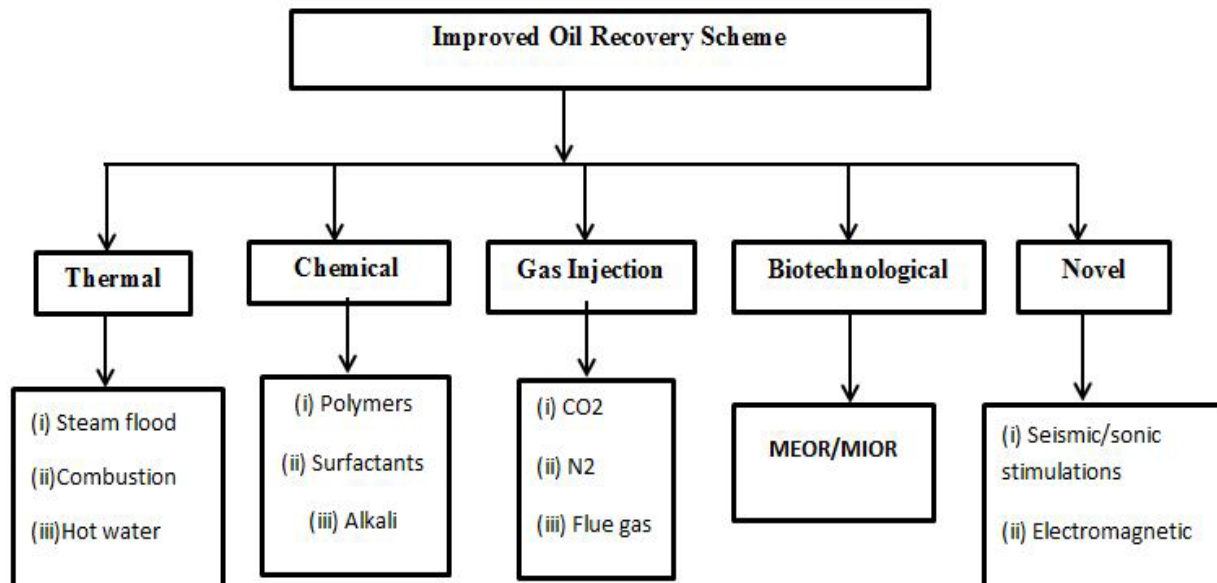 Improved Oil Recovery Scheme
Thermal
Chemical
Gas Injection
Biotechnological
Novel
(i) Steam flood
(ii)Combustion
(iii)Hot water
(i) Polymers
(ii) Surfactants
(iii) Alkali
(i) CO2
(ii) N2
(iii) Flue gas
MEOR/MIOR
(i) Seismic/sonic
stimulations
(ii) Electromagnetic